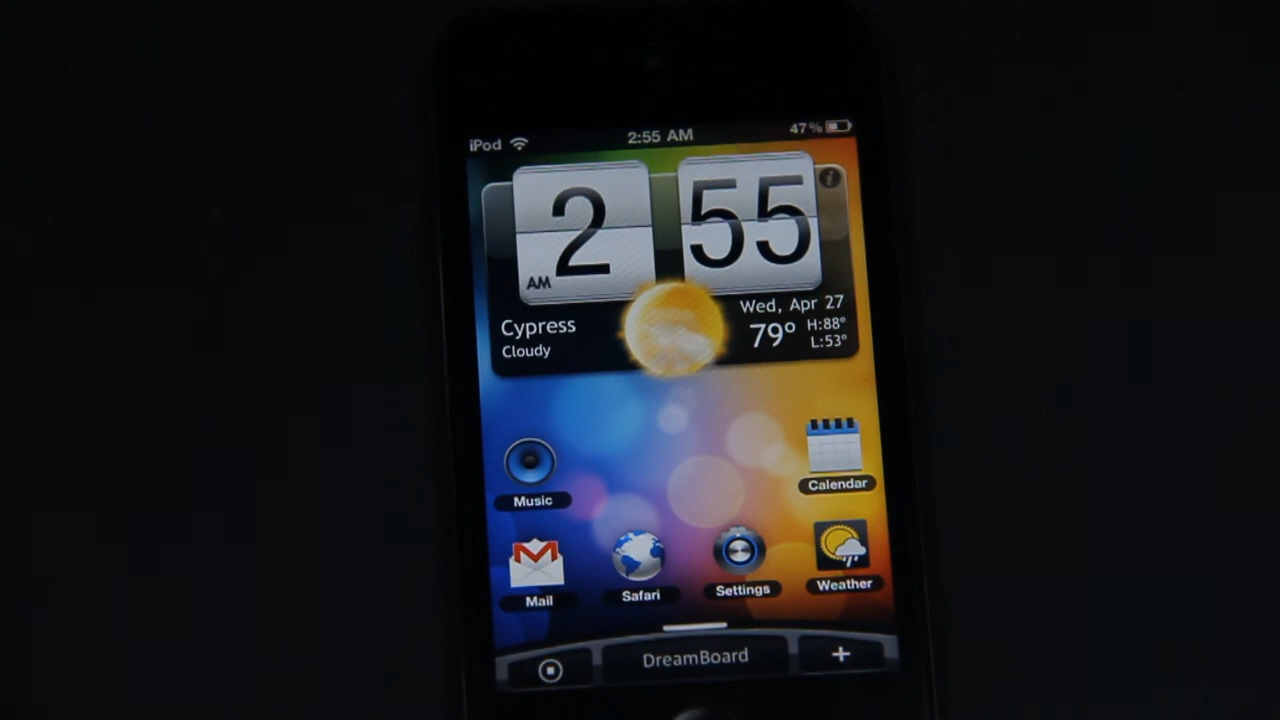 iPod 2:55 AM 47%
2 55
AM
Wed, Apr 27
Cypress 79° H:88°
Cloudy L:53°
Music Calendar
Mail Safari Settings Weather
DreamBoard +